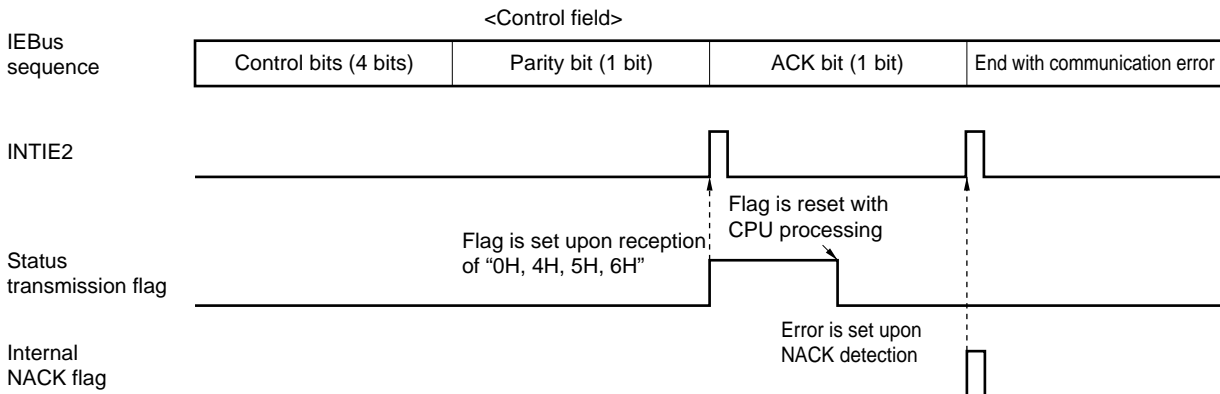 <Control field>
IEBus
sequence
Control bits (4 bits)
Parity bit (1 bit)
ACK bit (1 bit)
End with communication error
INTIE2
Flag is reset with
CPU processing
Flag is set upon reception
of “0H, 4H, 5H, 6H”
Status
transmission flag
Error is set upon
NACK detection
Internal
NACK flag